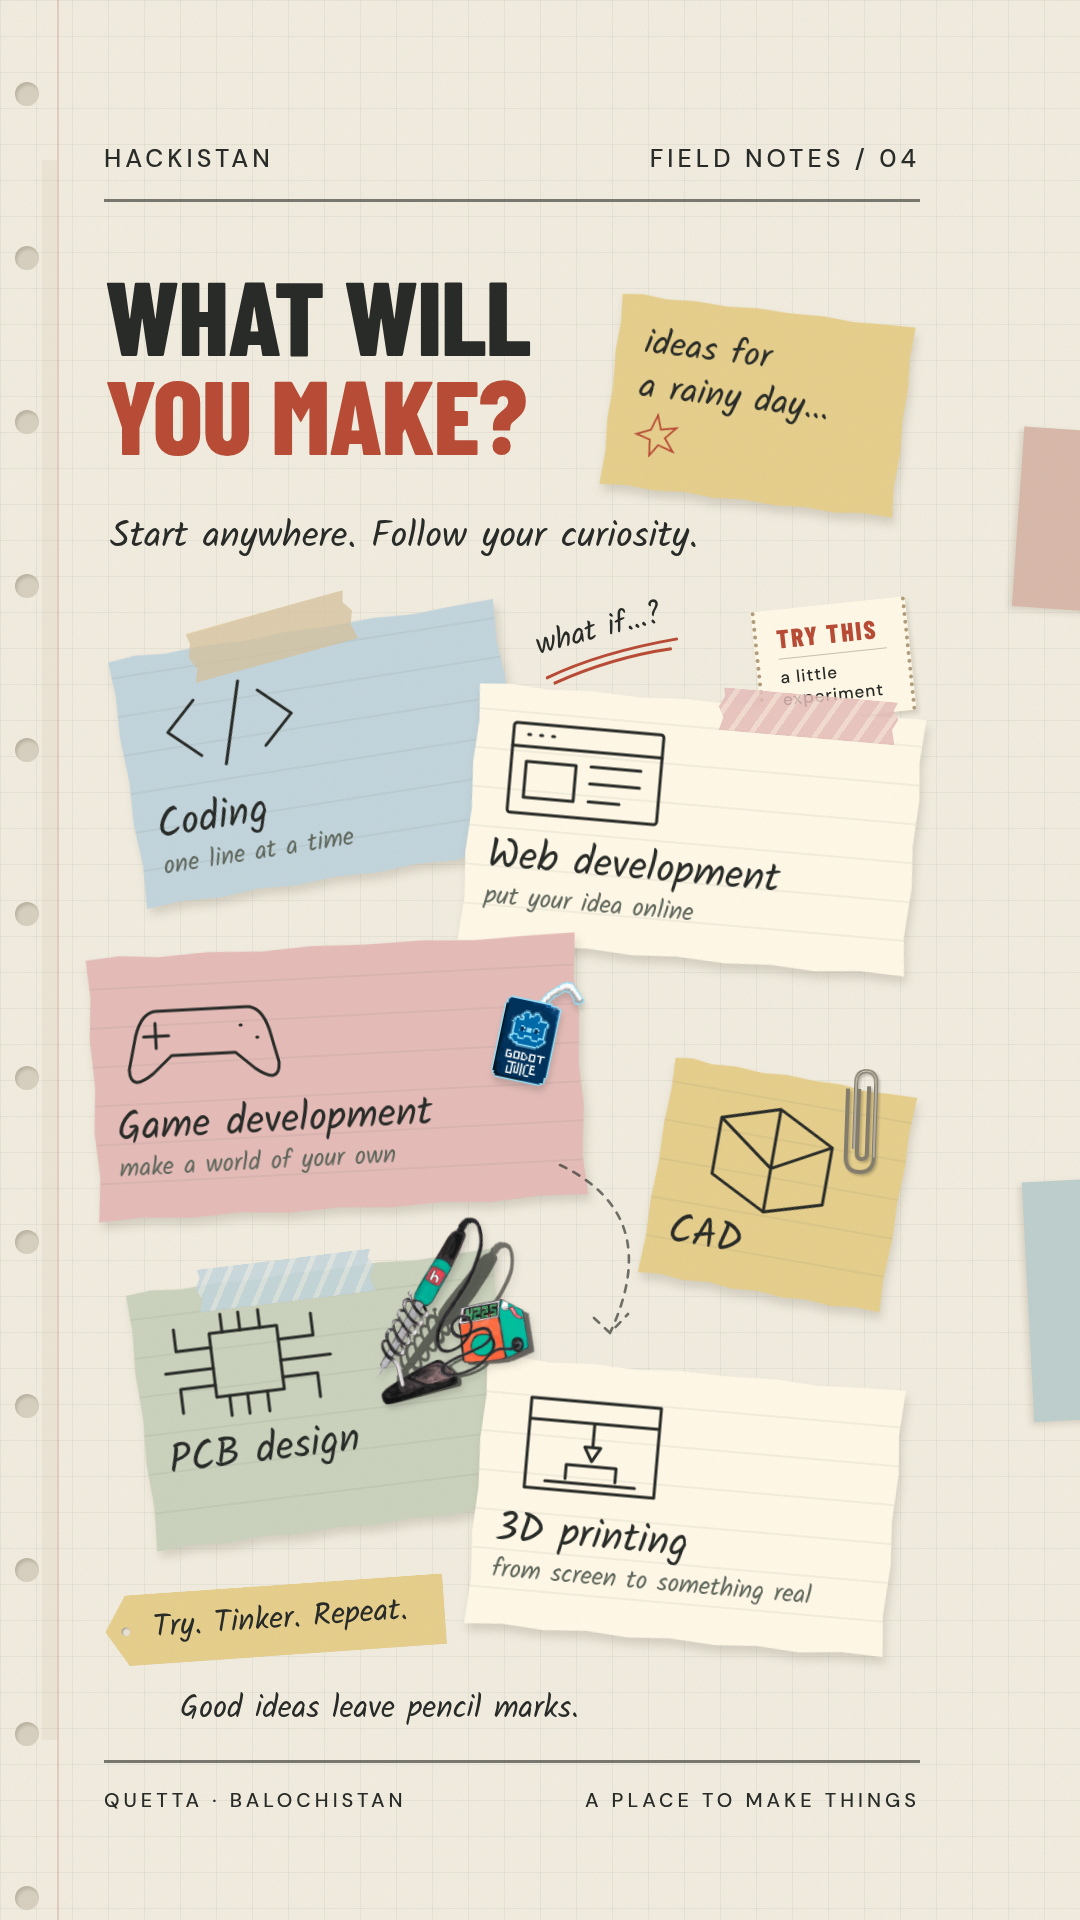 HACKISTAN
FIELD NOTES / 04
WHAT WILL
YOU MAKE?
ideas for
a rainy day...
Start anywhere. Follow your curiosity.
what if...?
TRY THIS
a little
experiment
</>
Coding
one line at a time
Web development
put your idea online
GODOT
JUICE
Game development
make a world of your own
CAD
h
PCB design
3D printing
from screen to something real
Try. Tinker. Repeat.
Good ideas leave pencil marks.
QUETTA · BALOCHISTAN
A PLACE TO MAKE THINGS